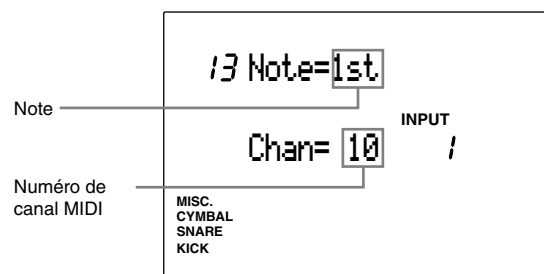 13 Note=1st
Note
INPUT
Chan= 10 1
Numéro de
canal MIDI
MISC.
CYMBAL
SNARE
KICK